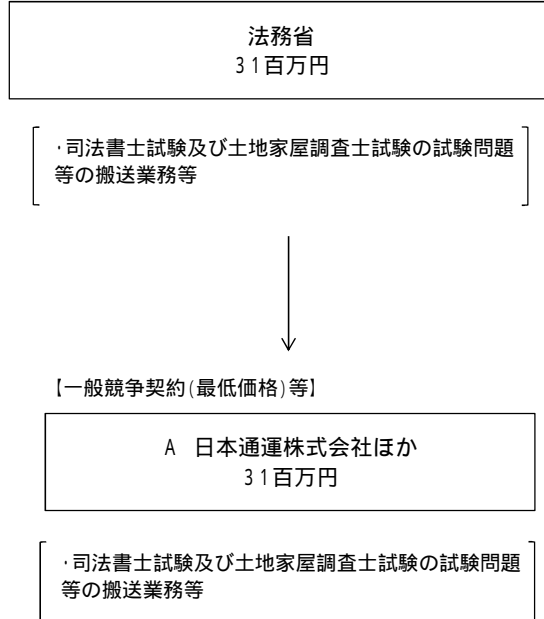 法務省
31百万円
・司法書士試験及び土地家屋調査士試験の試験問題
等の搬送業務等
【一般競争契約(最低価格)等】
A 日本通運株式会社ほか
31百万円
・司法書士試験及び土地家屋調査士試験の試験問題
等の搬送業務等